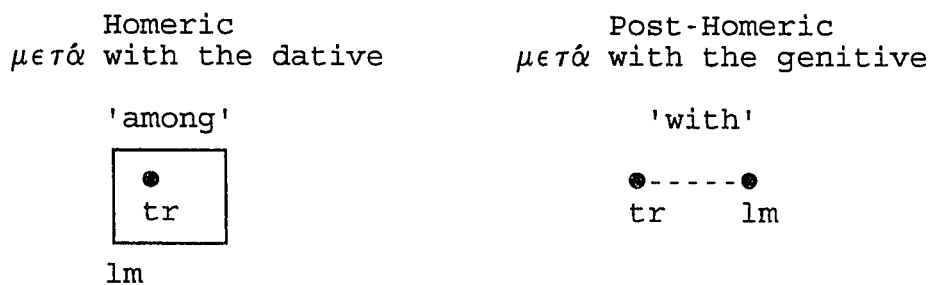 Homeric
μετά with the dative
'among'
tr
lm
Post-Homeric
μετά with the genitive
'with'
tr lm